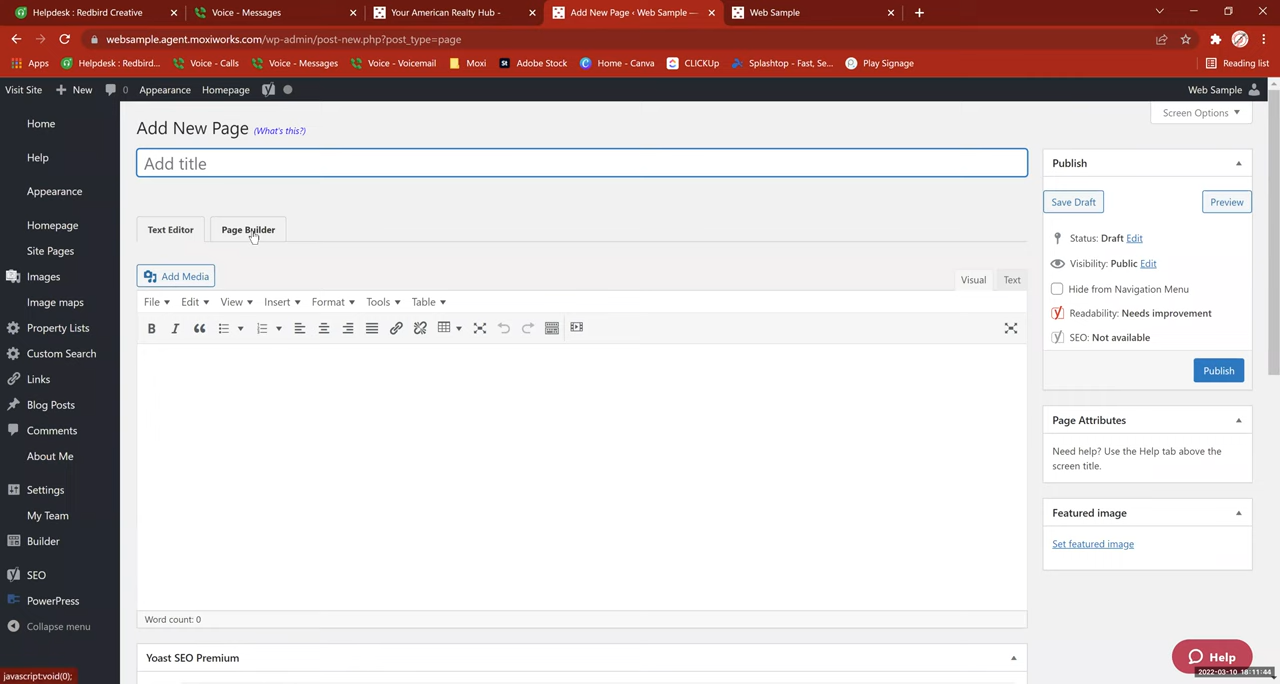 Helpdesk : Redbird Creative
Voice - Messages
Your American Realty Hub -
Add New Page ‹ Web Sample —
Web Sample
websample.agent.moxiworks.com/wp-admin/post-new.php?post_type=page
Apps
Helpdesk : Redbird...
Voice - Calls
Voice - Messages
Voice - Voicemail
Moxi
Adobe Stock
Home - Canva
CLICKUp
Splashtop - Fast, Se...
Play Signage
Reading list
Visit Site
New
0
Appearance
Homepage
Web Sample
Home
Help
Appearance
Homepage
Site Pages
Images
Image maps
Property Lists
Custom Search
Links
Blog Posts
Comments
About Me
Settings
My Team
Builder
SEO
PowerPress
Collapse menu
javascript:void(0);
Add New Page (What's this?)
Screen Options
Add title
Text Editor
Page Builder
Add Media
Visual
Text
File
Edit
View
Insert
Format
Tools
Table
Word count: 0
Yoast SEO Premium
Publish
Save Draft
Preview
Status: Draft Edit
Visibility: Public Edit
Hide from Navigation Menu
Readability: Needs improvement
SEO: Not available
Publish
Page Attributes
Need help? Use the Help tab above the
screen title.
Featured image
Set featured image
Help
2022-03-10 18:11:44